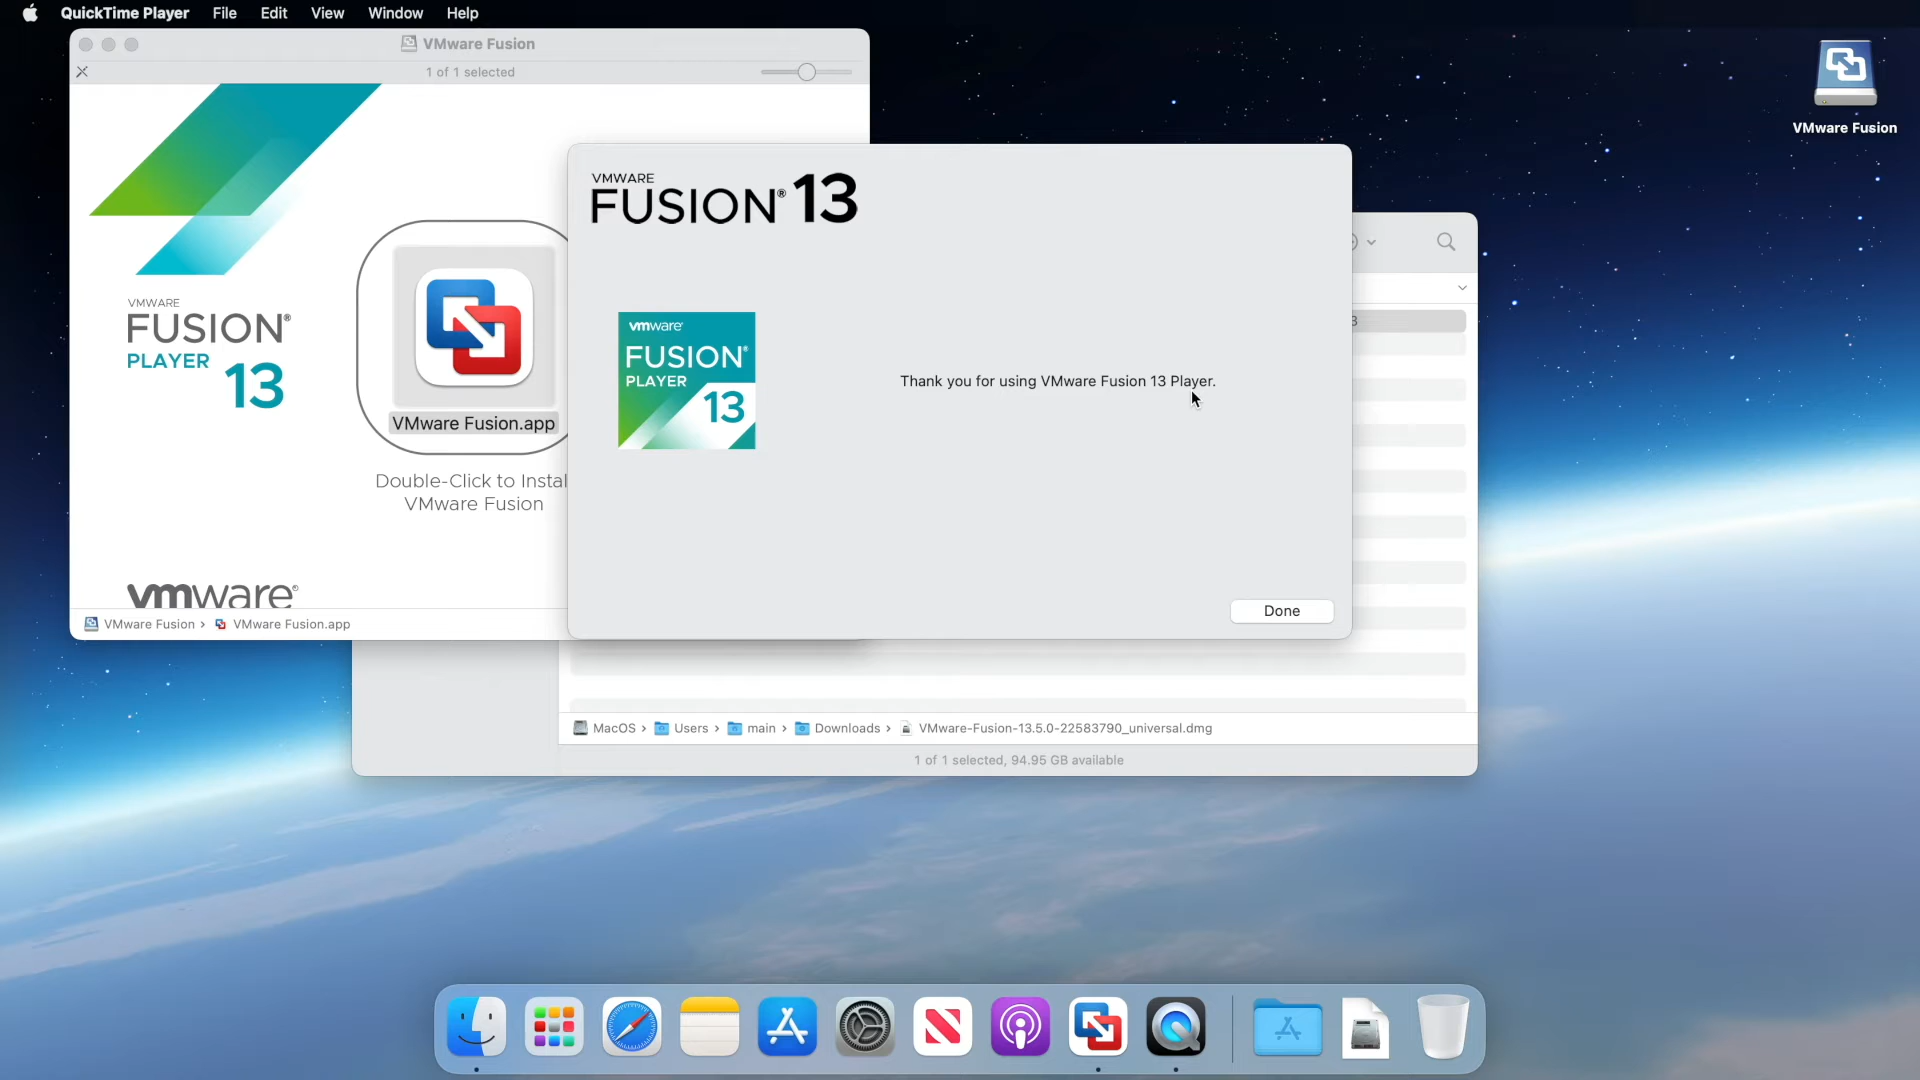 QuickTime Player File Edit View Window Help
VMware Fusion
1 of 1 selected
VMware Fusion
VMWARE
FUSION® 13
VMWARE
FUSION®
PLAYER
13
VMware Fusion.app
Double-Click to Instal
VMware Fusion
vmware®
VMware Fusion › VMware Fusion.app
vmware®
FUSION®
PLAYER
13
Thank you for using VMware Fusion 13 Player.
Done
3
MacOS › Users › main › Downloads › VMware-Fusion-13.5.0-22583790_universal.dmg
1 of 1 selected, 94.95 GB available